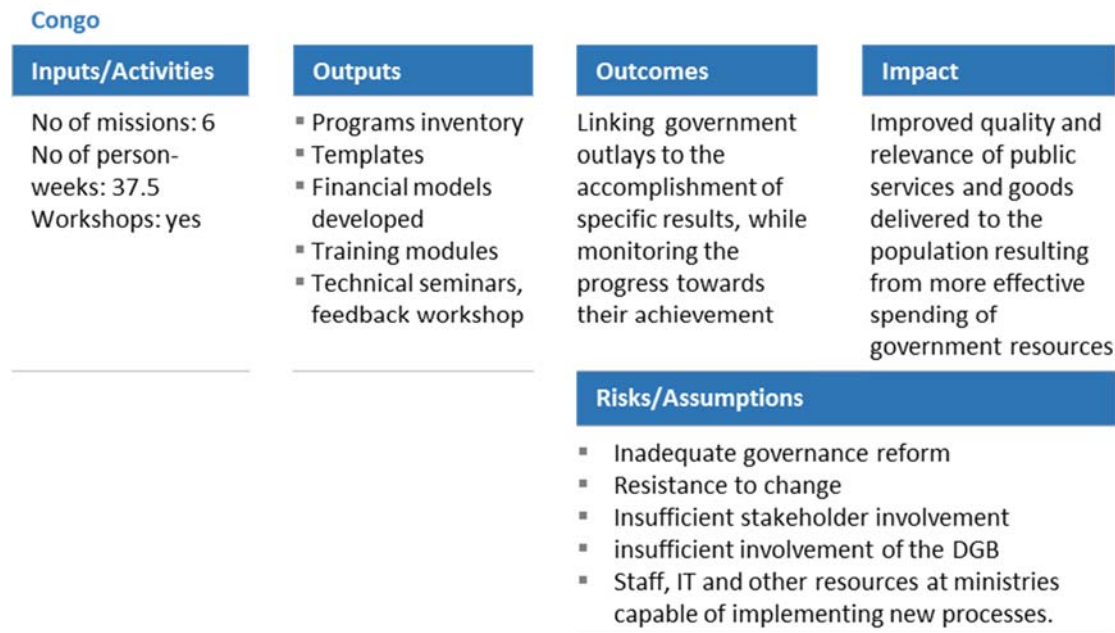 Congo
Inputs/Activities
No of missions: 6
No of person-
weeks: 37.5
Workshops: yes
Outputs
▪ Programs inventory
▪ Templates
▪ Financial models
developed
▪ Training modules
▪ Technical seminars,
feedback workshop
Outcomes
Linking government
outlays to the
accomplishment of
specific results, while
monitoring the
progress towards
their achievement
Impact
Improved quality and
relevance of public
services and goods
delivered to the
population resulting
from more effective
spending of
government resources
Risks/Assumptions
▪ Inadequate governance reform
▪ Resistance to change
▪ Insufficient stakeholder involvement
▪ insufficient involvement of the DGB
▪ Staff, IT and other resources at ministries
capable of implementing new processes.